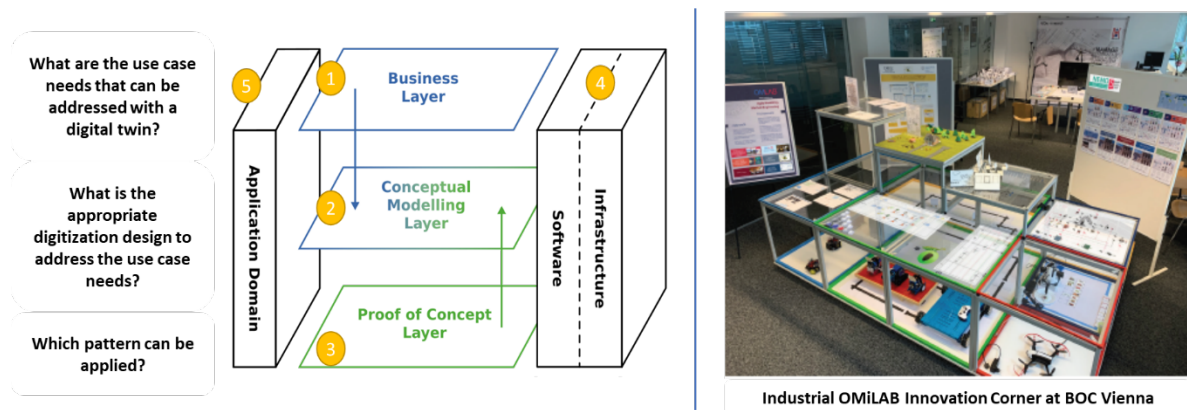 What are the use case
needs that can be
addressed with a
digital twin?
What is the
appropriate
digitization design to
address the use case
needs?
Which pattern can be
applied?
5
Application Domain
1
Business
Layer
2
Conceptual
Modelling
Layer
3
Proof of Concept
Layer
4
Software
Infrastructure
OMiLAB
Industrial OMiLAB Innovation Corner at BOC Vienna